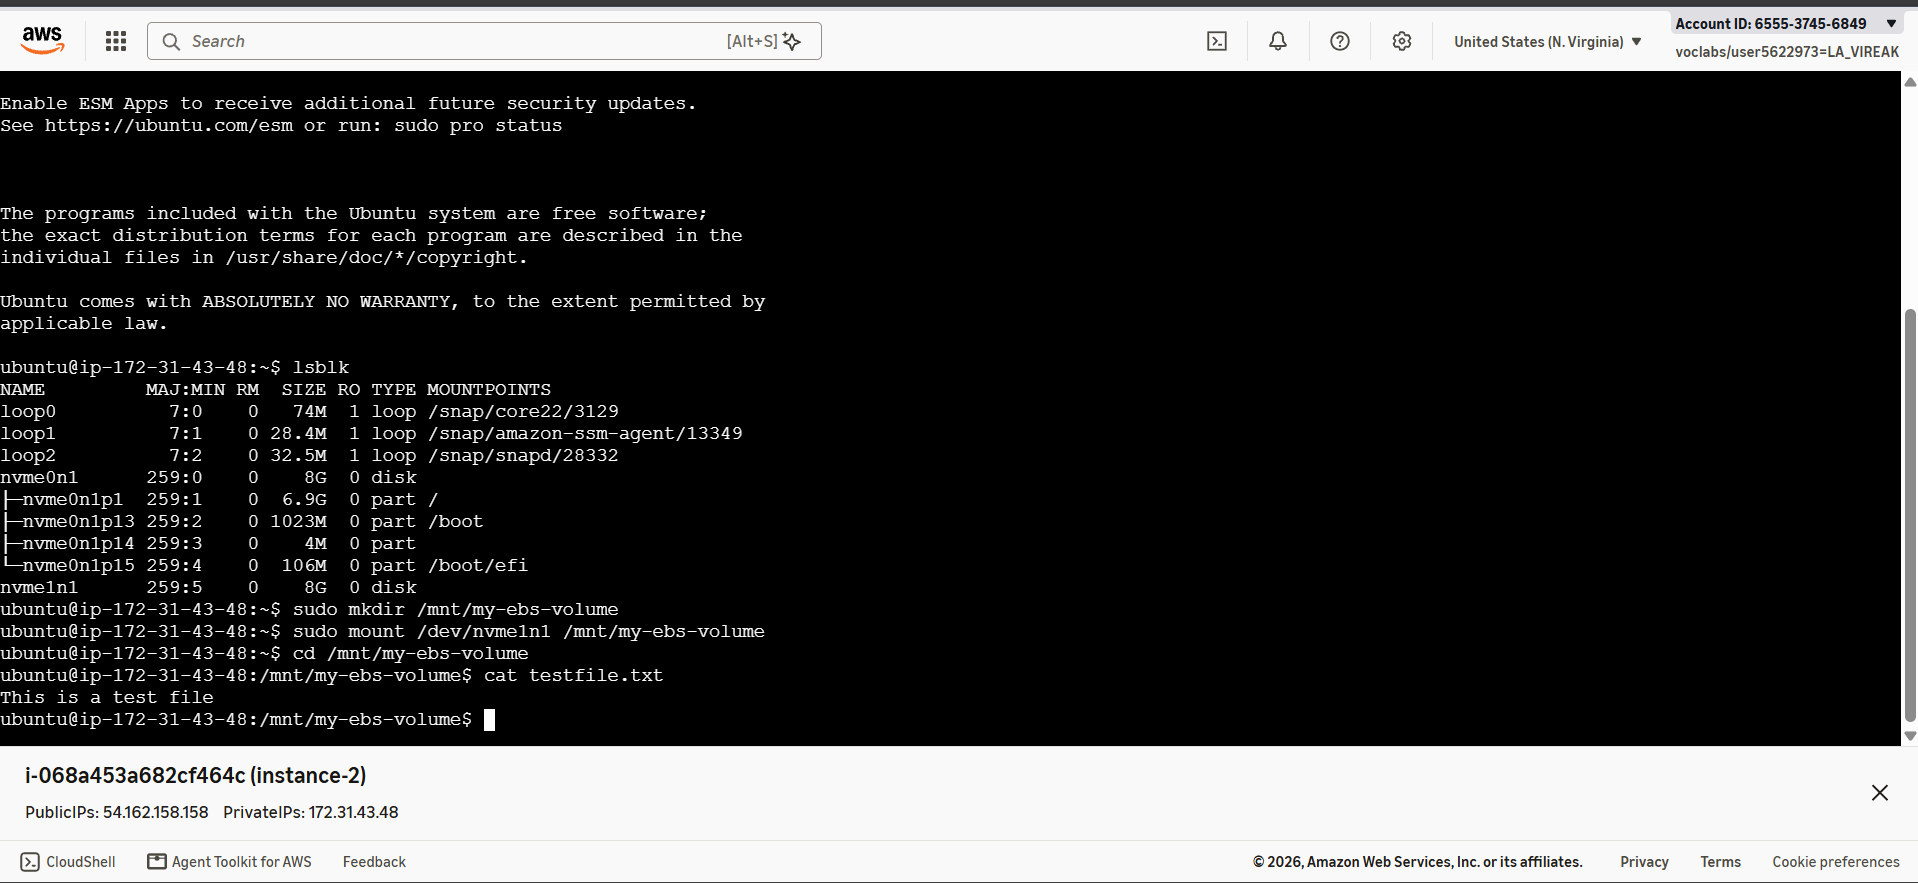 aws
Search
[Alt+S]
United States (N. Virginia)
Account ID: 6555-3745-6849
voclabs/user5622973=LA_VIREAK
Enable ESM Apps to receive additional future security updates.
See https://ubuntu.com/esm or run: sudo pro status
The programs included with the Ubuntu system are free software;
the exact distribution terms for each program are described in the
individual files in /usr/share/doc/*/copyright.
Ubuntu comes with ABSOLUTELY NO WARRANTY, to the extent permitted by
applicable law.
ubuntu@ip-172-31-43-48:~$ lsblk
NAME         MAJ:MIN RM  SIZE RO TYPE MOUNTPOINTS
loop0          7:0    0   74M  1 loop /snap/core22/3129
loop1          7:1    0 28.4M  1 loop /snap/amazon-ssm-agent/13349
loop2          7:2    0 32.5M  1 loop /snap/snapd/28332
nvme0n1      259:0    0    8G  0 disk
├─nvme0n1p1  259:1    0  6.9G  0 part /
├─nvme0n1p13 259:2    0 1023M  0 part /boot
├─nvme0n1p14 259:3    0    4M  0 part
└─nvme0n1p15 259:4    0  106M  0 part /boot/efi
nvme1n1      259:5    0    8G  0 disk
ubuntu@ip-172-31-43-48:~$ sudo mkdir /mnt/my-ebs-volume
ubuntu@ip-172-31-43-48:~$ sudo mount /dev/nvme1n1 /mnt/my-ebs-volume
ubuntu@ip-172-31-43-48:~$ cd /mnt/my-ebs-volume
ubuntu@ip-172-31-43-48:/mnt/my-ebs-volume$ cat testfile.txt
This is a test file
ubuntu@ip-172-31-43-48:/mnt/my-ebs-volume$
i-068a453a682cf464c (instance-2)
PublicIPs: 54.162.158.158 PrivateIPs: 172.31.43.48
CloudShell Agent Toolkit for AWS Feedback © 2026, Amazon Web Services, Inc. or its affiliates. Privacy Terms Cookie preferences